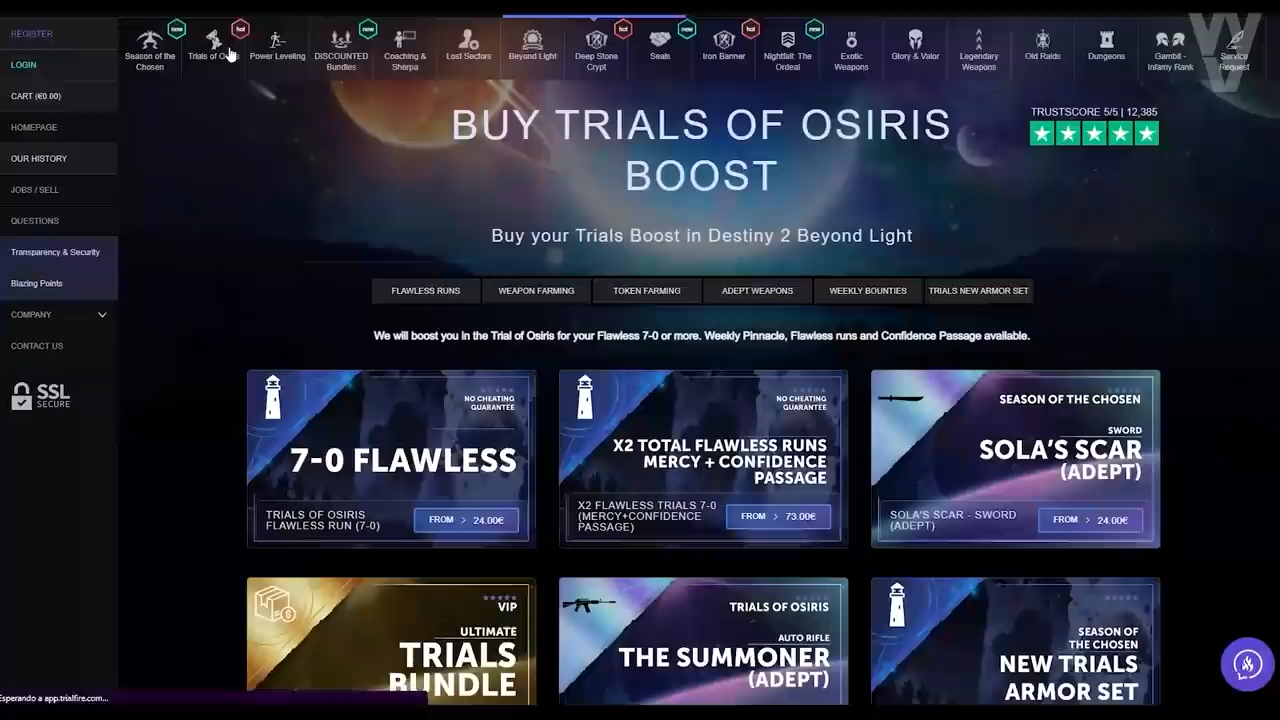 REGISTER
LOGIN
CART (€0.00)
HOMEPAGE
OUR HISTORY
JOBS / SELL
QUESTIONS
Transparency & Security
Blazing Points
COMPANY
CONTACT US
SSL
SECURE
new
hot
new
hot
new
hot
new
Season of the
Chosen
Trials of
Power Leveling
DISCOUNTED
Bundles
Coaching &
Sherpa
Lost Sectors
Beyond Light
Deep Stone
Crypt
Seals
Iron Banner
Nightfall: The
Ordeal
Exotic
Weapons
Glory & Valor
Legendary
Weapons
Old Raids
Dungeons
Gambit -
Infamy Rank
Service
Request
BUY TRIALS OF OSIRIS
BOOST
TRUSTSCORE 5/5 | 12,385
Buy your Trials Boost in Destiny 2 Beyond Light
FLAWLESS RUNS
WEAPON FARMING
TOKEN FARMING
ADEPT WEAPONS
WEEKLY BOUNTIES
TRIALS NEW ARMOR SET
We will boost you in the Trial of Osiris for your Flawless 7-0 or more. Weekly Pinnacle, Flawless runs and Confidence Passage available.
NO CHEATING
GUARANTEE
7-0 FLAWLESS
TRIALS OF OSIRIS
FLAWLESS RUN (7-0)
FROM > 24.00€
NO CHEATING
GUARANTEE
X2 TOTAL FLAWLESS RUNS
MERCY + CONFIDENCE
PASSAGE
X2 FLAWLESS TRIALS 7-0
(MERCY+CONFIDENCE
PASSAGE)
FROM > 73.00€
SEASON OF THE CHOSEN
SWORD
SOLA'S SCAR
(ADEPT)
SOLA'S SCAR - SWORD
(ADEPT)
FROM > 24.00€
VIP
ULTIMATE
TRIALS
BUNDLE
TRIALS OF OSIRIS
AUTO RIFLE
THE SUMMONER
(ADEPT)
SEASON OF
THE CHOSEN
NEW TRIALS
ARMOR SET
Esperando a app.trialfire.com...